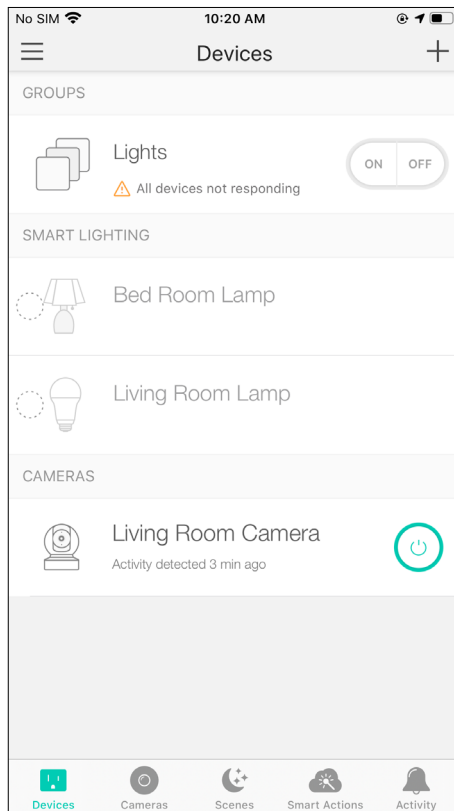 No SIM 10:20 AM
Devices
GROUPS
Lights
ON OFF
All devices not responding
SMART LIGHTING
Bed Room Lamp
Living Room Lamp
CAMERAS
Living Room Camera
Activity detected 3 min ago
Devices Cameras Scenes Smart Actions Activity